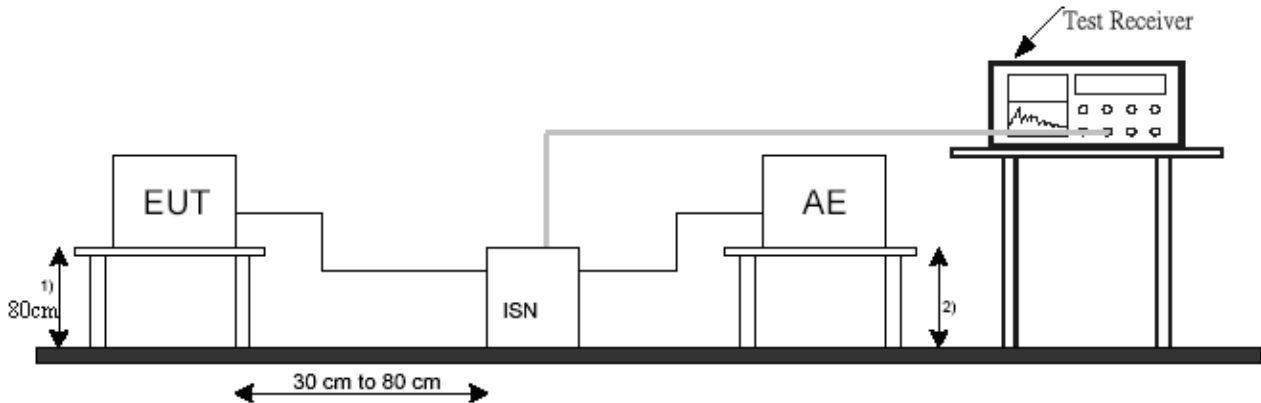 Test Receiver
EUT
AE
1)
80cm
ISN
2)
30 cm to 80 cm